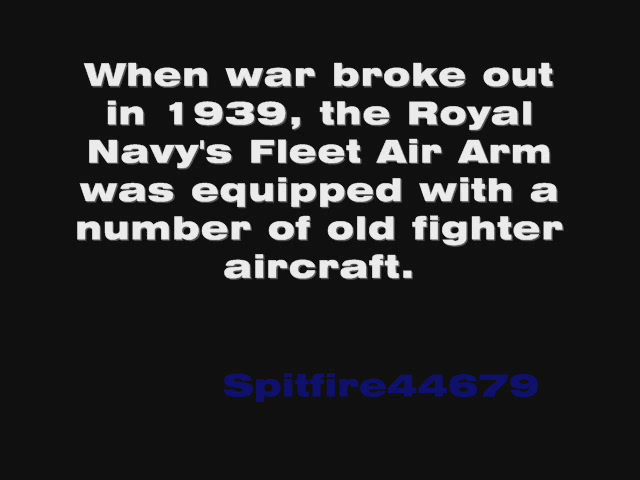 When war broke out
in 1939, the Royal
Navy's Fleet Air Arm
was equipped with a
number of old fighter
aircraft.
Spitfire44679